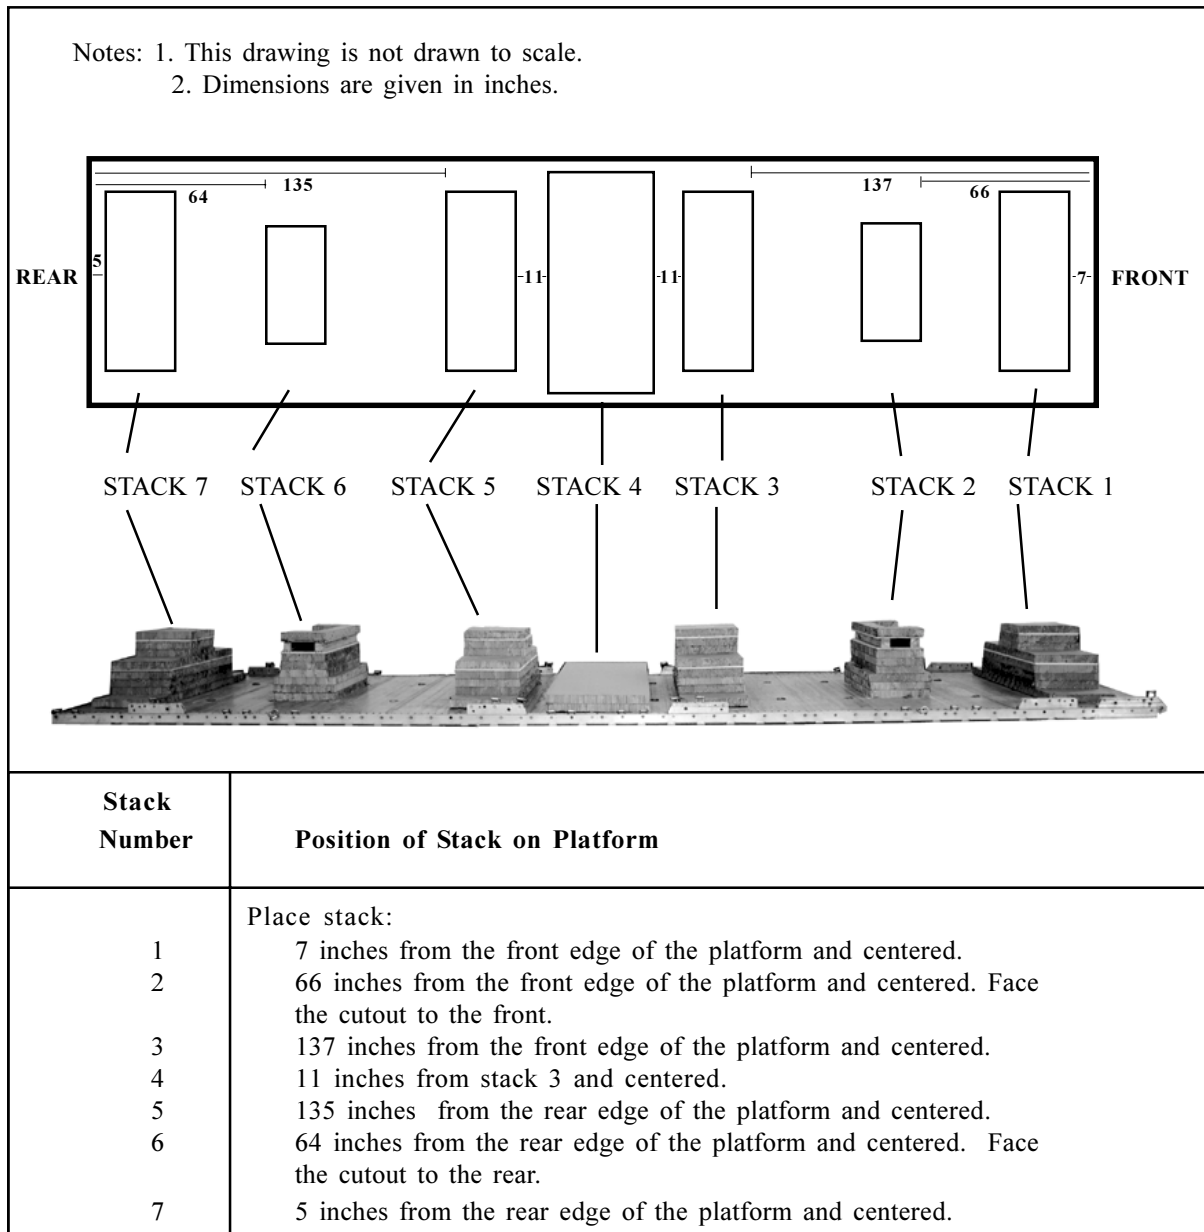 Notes: 1. This drawing is not drawn to scale.
2. Dimensions are given in inches.
135
137
64
66
5
REAR
11
11
7
FRONT
STACK 7 STACK 6 STACK 5 STACK 4 STACK 3 STACK 2 STACK 1
Stack
Number
Position of Stack on Platform
Place stack:
1 7 inches from the front edge of the platform and centered.
2 66 inches from the front edge of the platform and centered. Face
the cutout to the front.
3 137 inches from the front edge of the platform and centered.
4 11 inches from stack 3 and centered.
5 135 inches from the rear edge of the platform and centered.
6 64 inches from the rear edge of the platform and centered. Face
the cutout to the rear.
7 5 inches from the rear edge of the platform and centered.